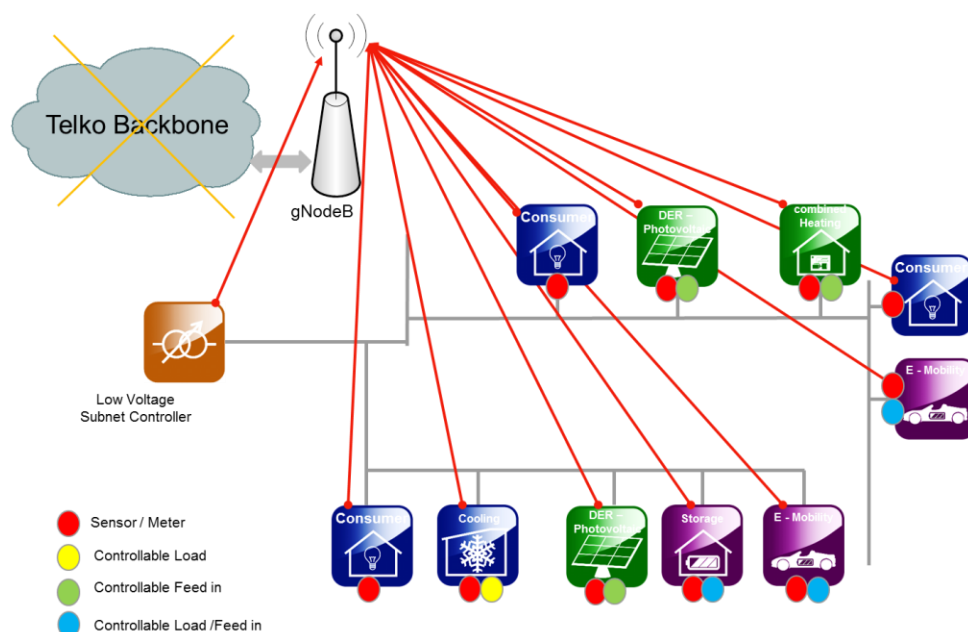 Telko Backbone
gNodeB
Consumer
DER –
Photovoltaic
combined
Heating
Consumer
E - Mobility
Low Voltage
Subnet Controller
Consumer
Cooling
DER –
Photovoltaic
Storage
E - Mobility
Sensor / Meter
Controllable Load
Controllable Feed in
Controllable Load /Feed in